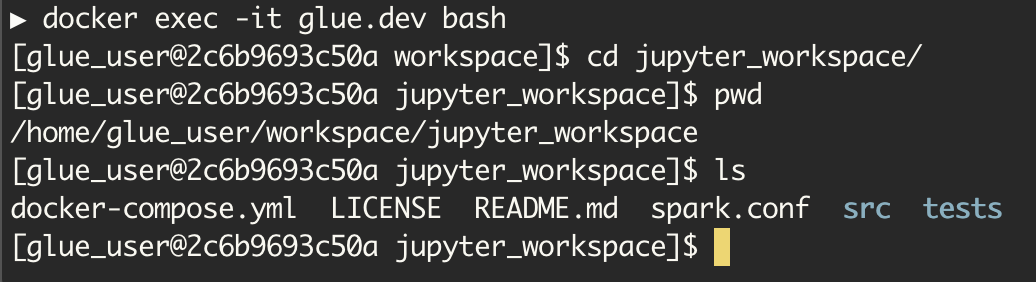 ▶ docker exec -it glue.dev bash
[glue_user@2c6b9693c50a workspace]$ cd jupyter_workspace/
[glue_user@2c6b9693c50a jupyter_workspace]$ pwd
/home/glue_user/workspace/jupyter_workspace
[glue_user@2c6b9693c50a jupyter_workspace]$ ls
docker-compose.yml  LICENSE  README.md  spark.conf  src  tests
[glue_user@2c6b9693c50a jupyter_workspace]$